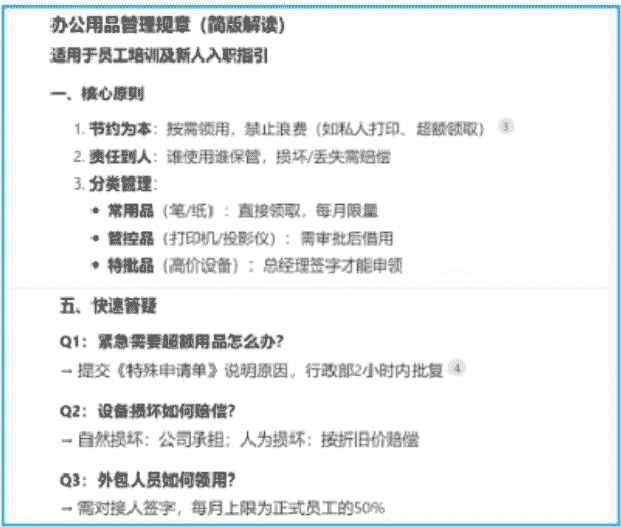 办公用品管理规章（简版解读）
适用于员工培训及新人入职指引
一、核心原则
1. 节约为本：按需领用，禁止浪费（如私人打印、超额领取） 3
2. 责任到人：谁使用谁保管，损坏/丢失需赔偿
3. 分类管理：
• 常用品（笔/纸）：直接领取，每月限量
• 管控品（打印机/投影仪）：需审批后借用
• 特批品（高价设备）：总经理签字才能申领
五、快速答疑
Q1：紧急需要超额用品怎么办?
→ 提交《特殊申请单》说明原因，行政部2小时内批复 4
Q2：设备损坏如何赔偿?
→ 自然损坏：公司承担；人为损坏：按折旧价赔偿
Q3：外包人员如何领用?
→ 需对接人签字，每月上限为正式员工的50%